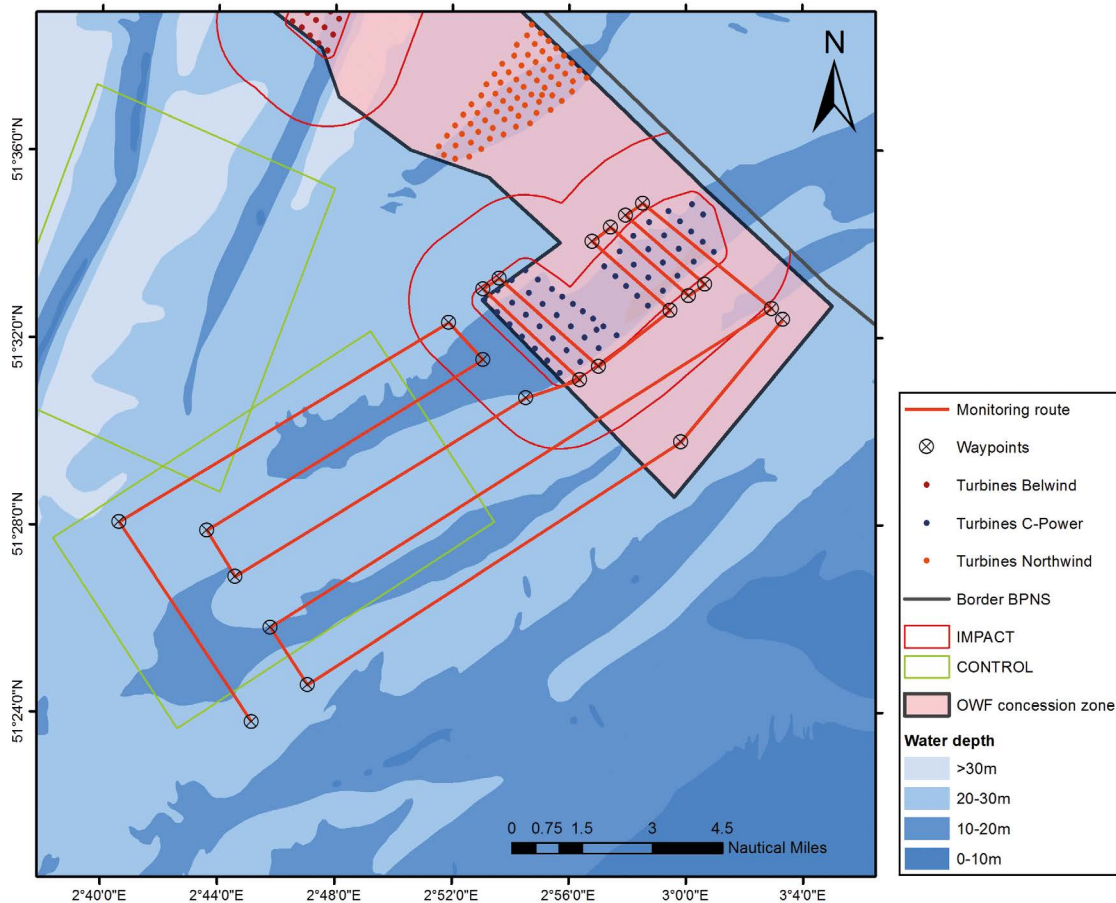 N
51°36'0"N
51°32'0"N
51°28'0"N
51°24'0"N
0 0.75 1.5 3 4.5
Nautical Miles
2°40'0"E 2°44'0"E 2°48'0"E 2°52'0"E 2°56'0"E 3°0'0"E 3°4'0"E
Monitoring route
Waypoints
Turbines Belwind
Turbines C-Power
Turbines Northwind
Border BPNS
IMPACT
CONTROL
OWF concession zone
Water depth
>30m
20-30m
10-20m
0-10m